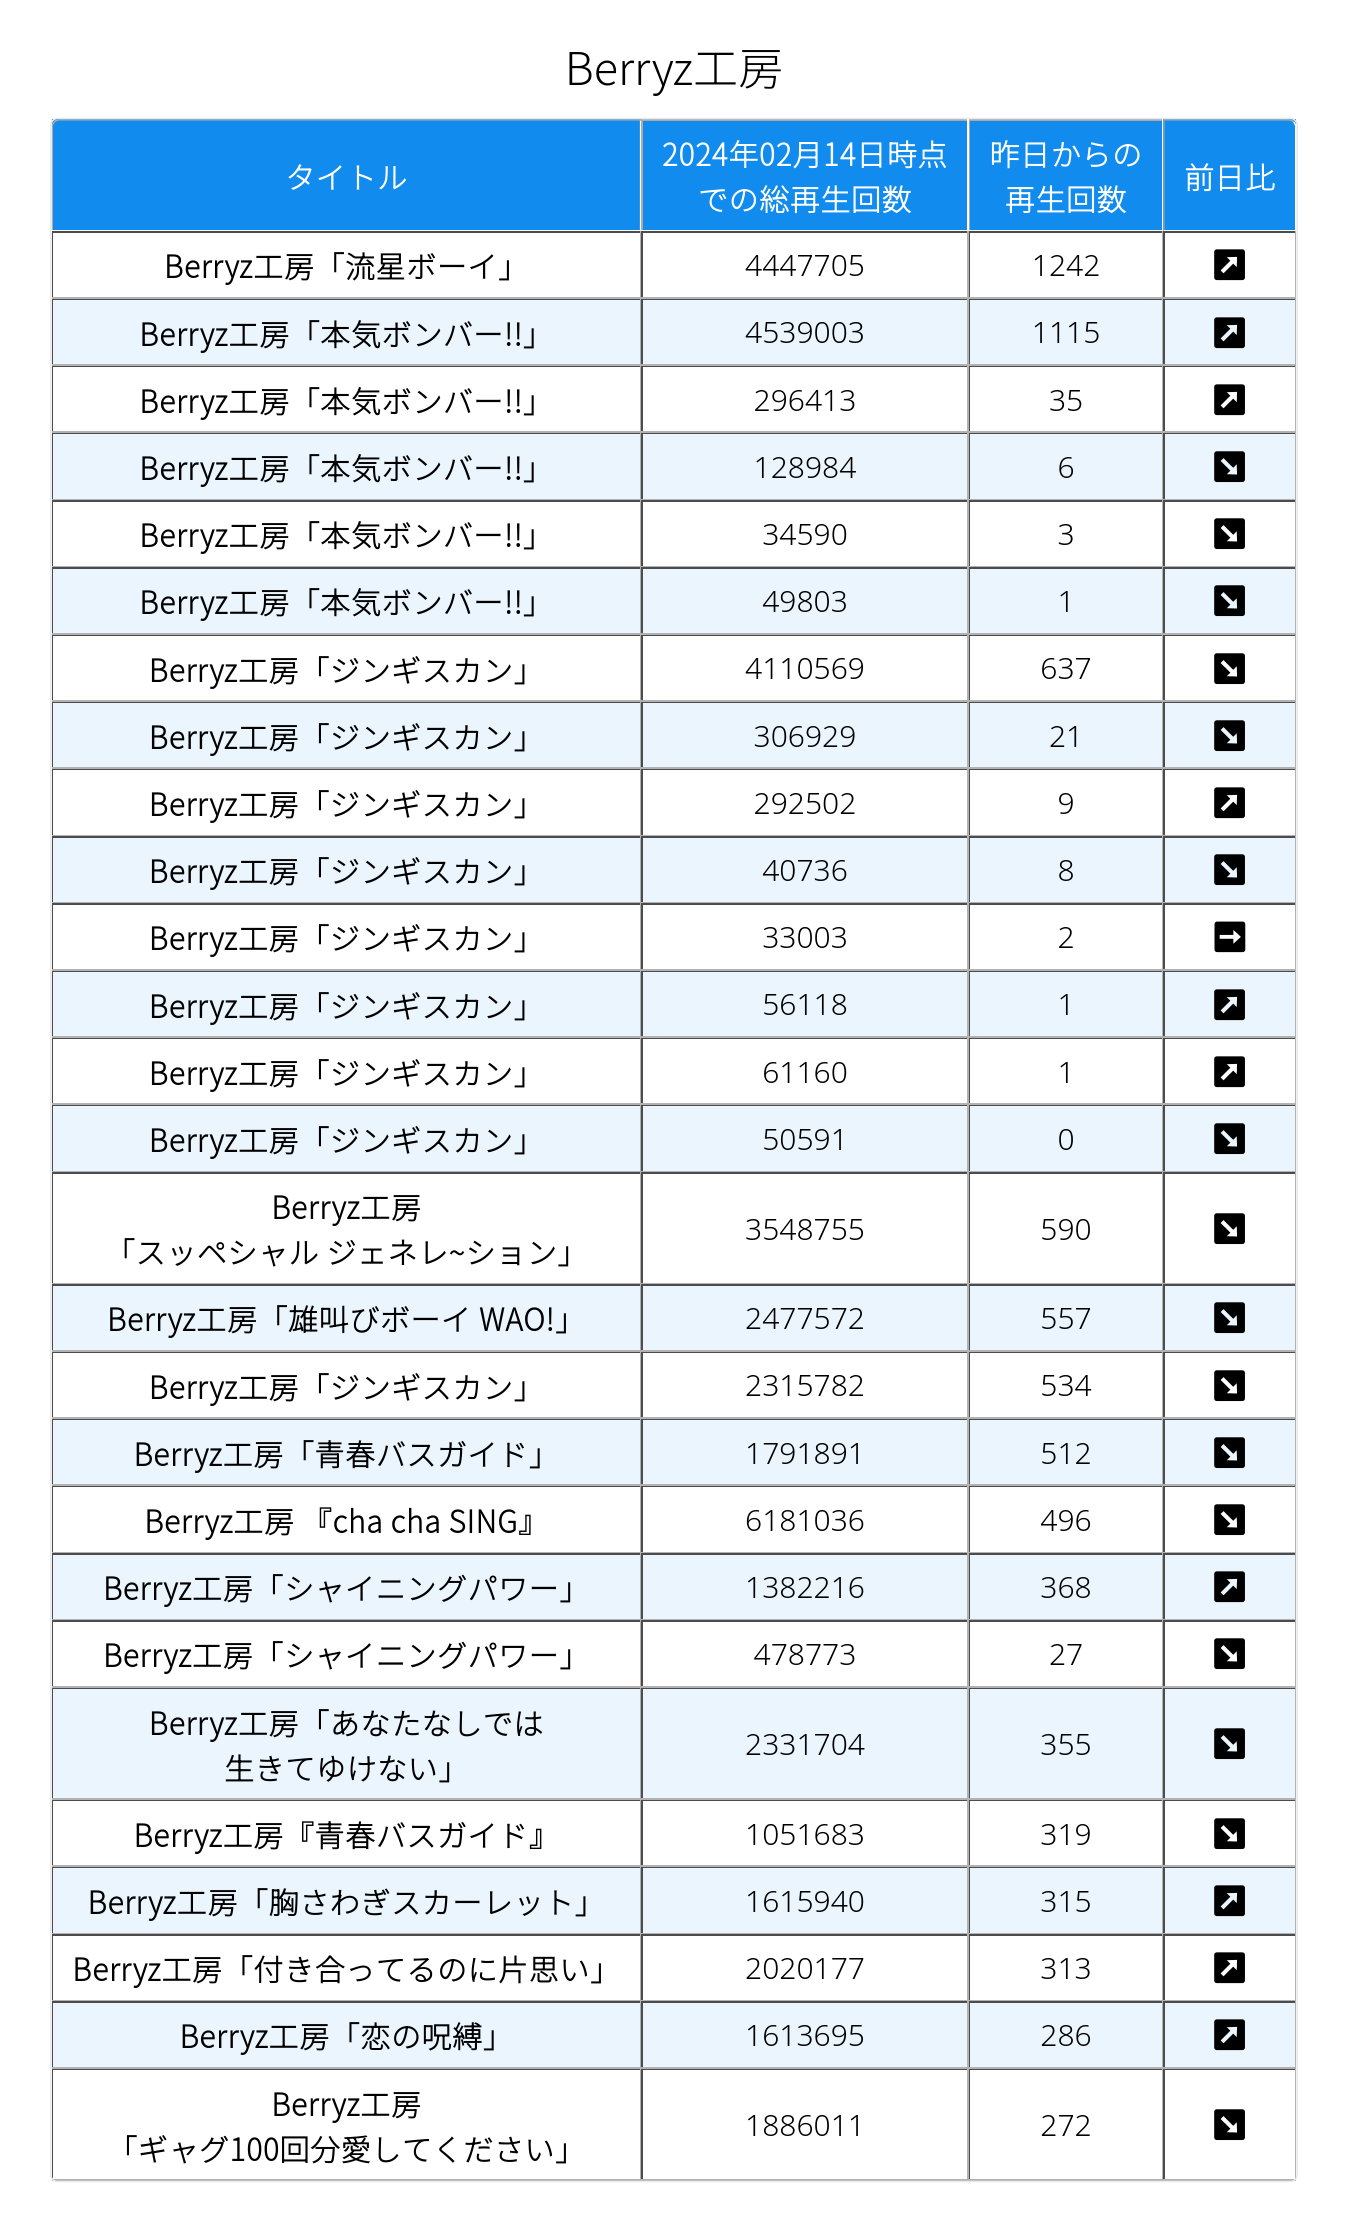 Berryz工房
タイトル 2024年02月14日時点 昨日からの 前日比
での総再生回数 再生回数
Berryz工房「流星ボーイ」 4447705 1242 ↗
Berryz工房「本気ボンバー!!」 4539003 1115 ↗
Berryz工房「本気ボンバー!!」 296413 35 ↗
Berryz工房「本気ボンバー!!」 128984 6 ↘
Berryz工房「本気ボンバー!!」 34590 3 ↘
Berryz工房「本気ボンバー!!」 49803 1 ↘
Berryz工房「ジンギスカン」 4110569 637 ↘
Berryz工房「ジンギスカン」 306929 21 ↘
Berryz工房「ジンギスカン」 292502 9 ↗
Berryz工房「ジンギスカン」 40736 8 ↘
Berryz工房「ジンギスカン」 33003 2 →
Berryz工房「ジンギスカン」 56118 1 ↗
Berryz工房「ジンギスカン」 61160 1 ↗
Berryz工房「ジンギスカン」 50591 0 ↘
Berryz工房
「スッペシャル ジェネレ~ション」 3548755 590 ↘
Berryz工房「雄叫びボーイ WAO!」 2477572 557 ↘
Berryz工房「ジンギスカン」 2315782 534 ↘
Berryz工房「青春バスガイド」 1791891 512 ↘
Berryz工房 『cha cha SING』 6181036 496 ↘
Berryz工房「シャイニングパワー」 1382216 368 ↗
Berryz工房「シャイニングパワー」 478773 27 ↘
Berryz工房「あなたなしでは
生きてゆけない」 2331704 355 ↘
Berryz工房『青春バスガイド』 1051683 319 ↘
Berryz工房「胸さわぎスカーレット」 1615940 315 ↗
Berryz工房「付き合ってるのに片思い」 2020177 313 ↗
Berryz工房「恋の呪縛」 1613695 286 ↗
Berryz工房
「ギャグ100回分愛してください」 1886011 272 ↘